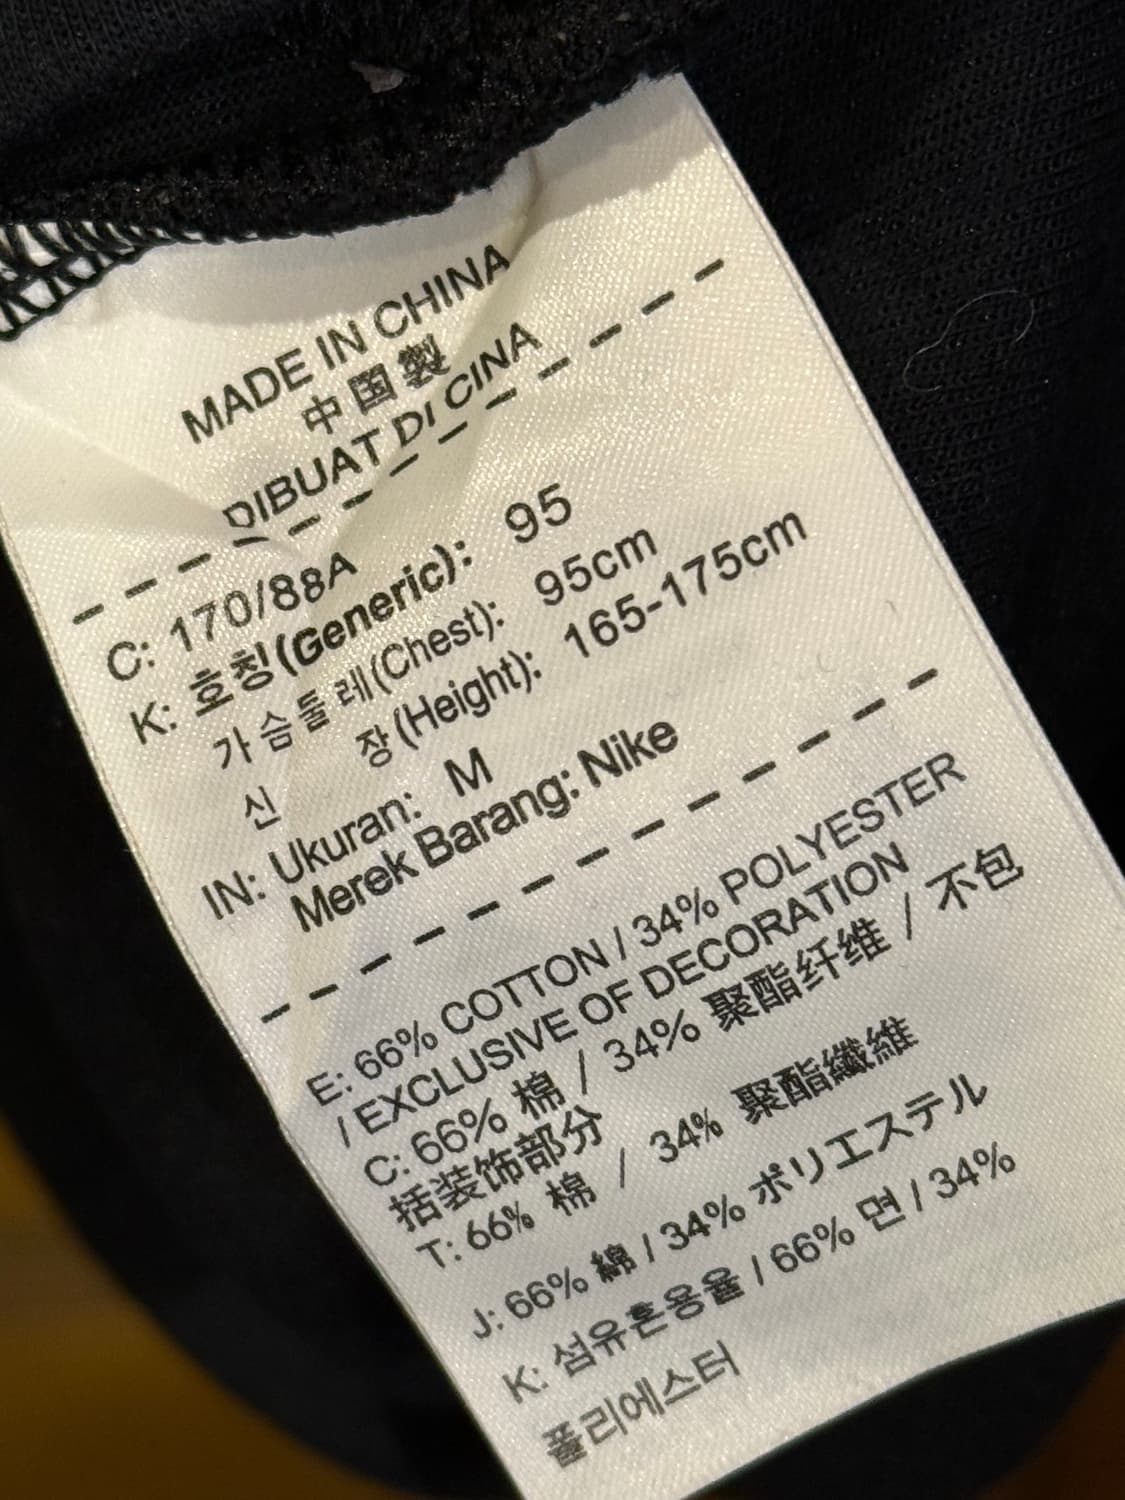 MADE IN CHINA
中国製
DIBUAT DI CINA
C: 170/88A
K: 호칭(Generic): 95
가슴둘레(Chest): 95cm
신 장(Height): 165-175cm
IN: Ukuran: M
Merek Barang: Nike
E: 66% COTTON / 34% POLYESTER
/ EXCLUSIVE OF DECORATION
C: 66% 棉 / 34% 聚酯纤维 / 不包
括装饰部分
T: 66% 棉 / 34% 聚酯纖維
J: 66% 綿 / 34% ポリエステル
K: 섬유혼용율 / 66% 면 / 34%
폴리에스터